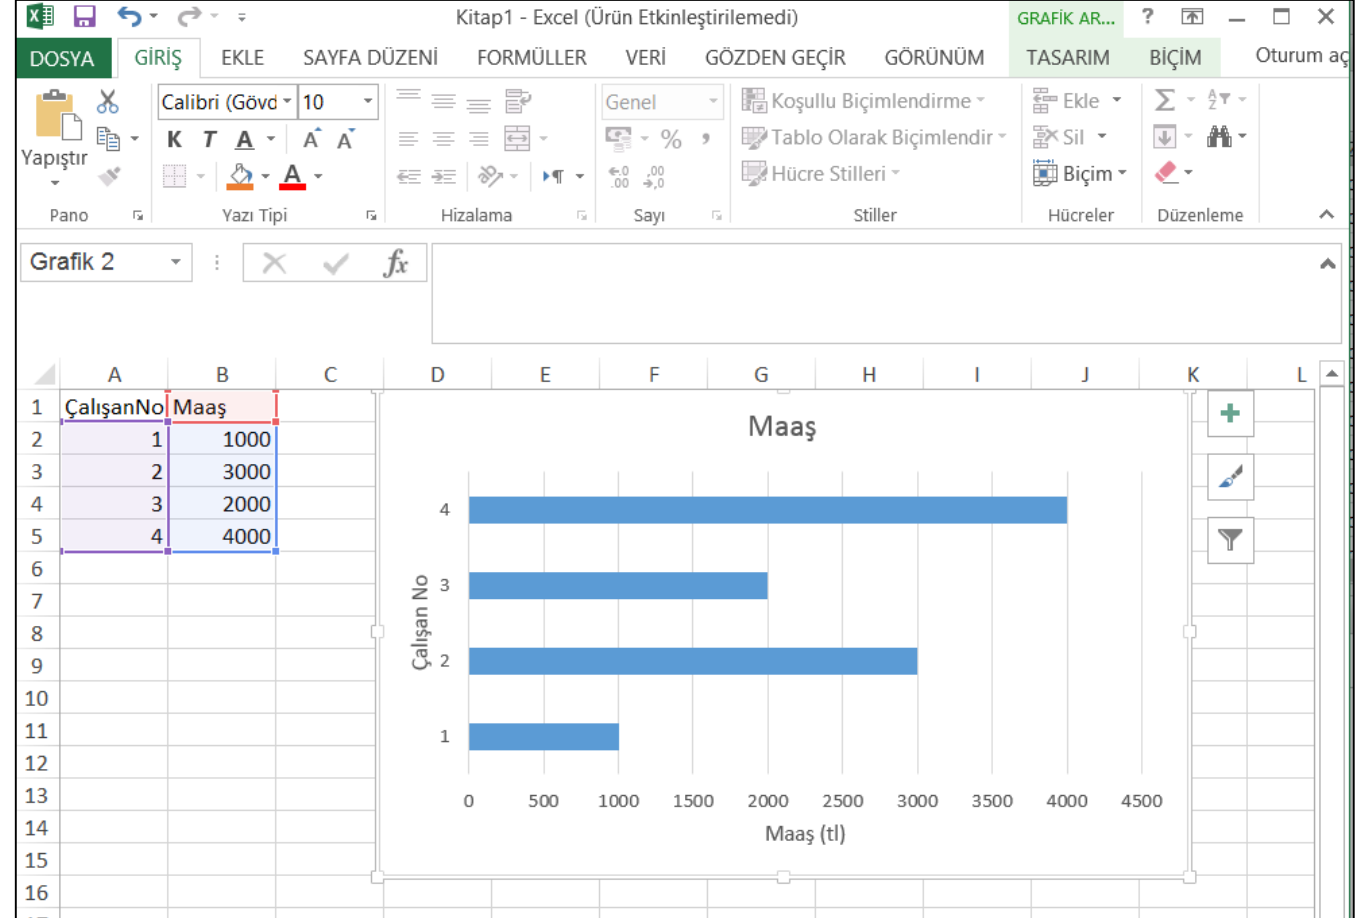 Kitap1 - Excel (Ürün Etkinleştirilemedi)
GRAFİK AR...
?
DOSYA GİRİŞ EKLE SAYFA DÜZENİ FORMÜLLER VERİ GÖZDEN GEÇİR GÖRÜNÜM TASARIM BİÇİM Oturum aç
Yapıştır
Calibri (Gövd 10
K T A A A
A
Genel
%
Koşullu Biçimlendirme
Tablo Olarak Biçimlendir
Hücre Stilleri
Ekle
Sil
Biçim
Pano Yazı Tipi Hizalama Sayı Stiller Hücreler Düzenleme
Grafik 2 fx
A B C D E F G H I J K L
1 ÇalışanNo Maaş
2 1 1000
3 2 3000
4 3 2000
5 4 4000
6
7
8
9
10
11
12
13
14
15
16
Maaş
4
3
2
1
Çalışan No
0 500 1000 1500 2000 2500 3000 3500 4000 4500
Maaş (tl)